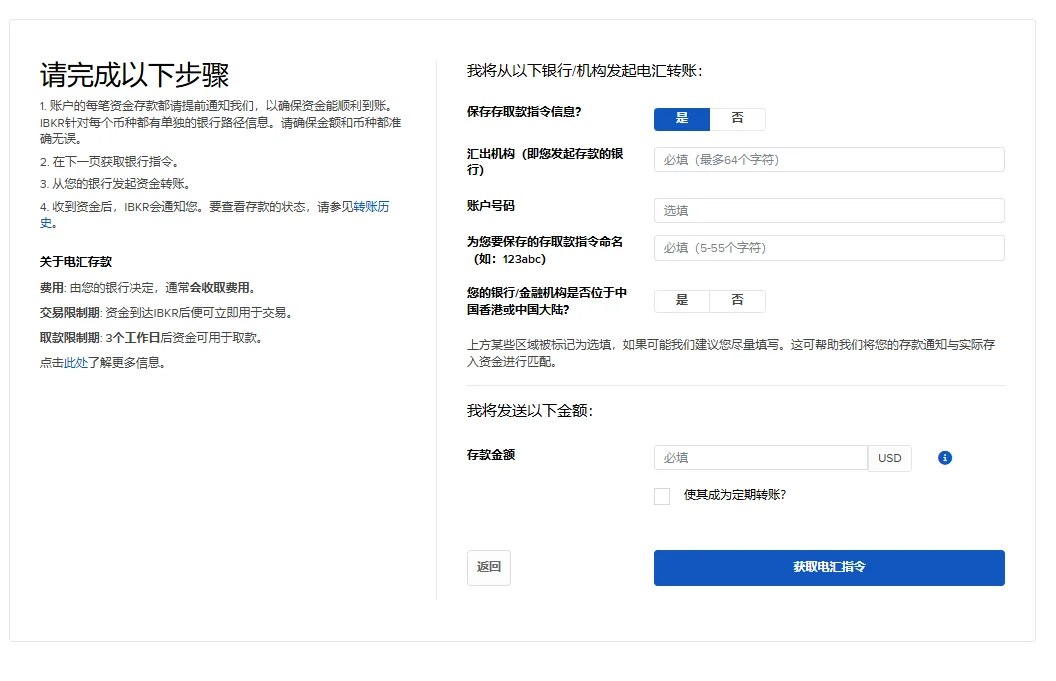 请完成以下步骤
1. 账户的每笔资金存款都请提前通知我们，以确保资金能顺利到账。
IBKR针对每个币种都有单独的银行路径信息。请确保金额和币种都准
确无误。
2. 在下一页获取银行指令。
3. 从您的银行发起资金转账。
4. 收到资金后，IBKR会通知您。要查看存款的状态，请参见转账历
史。
关于电汇存款
费用: 由您的银行决定，通常会收取费用。
交易限制期: 资金到达IBKR后便可立即用于交易。
取款限制期: 3个工作日后资金可用于取款。
点击此处了解更多信息。
我将从以下银行/机构发起电汇转账:
保存存取款指令信息?
是 否
汇出机构（即您发起存款的银
行）
必填（最多64个字符）
账户号码
选填
为您要保存的存取款指令命名
（如：123abc）
必填（5-55个字符）
您的银行/金融机构是否位于中
国香港或中国大陆?
是 否
上方某些区域被标记为选填，如果可能我们建议您尽量填写。这可帮助我们将您的存款通知与实际存
入资金进行匹配。
我将发送以下金额:
存款金额
必填 USD
使其成为定期转账?
返回
获取电汇指令